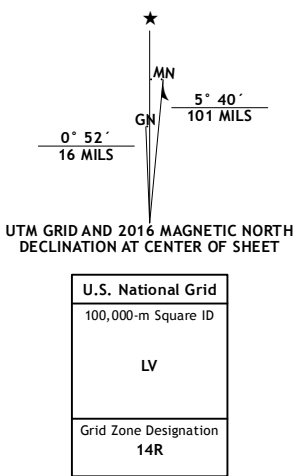 MN
GN
5° 40´
101 MILS
0° 52´
16 MILS
UTM GRID AND 2016 MAGNETIC NORTH
DECLINATION AT CENTER OF SHEET
U.S. National Grid
100,000-m Square ID
LV
Grid Zone Designation
14R